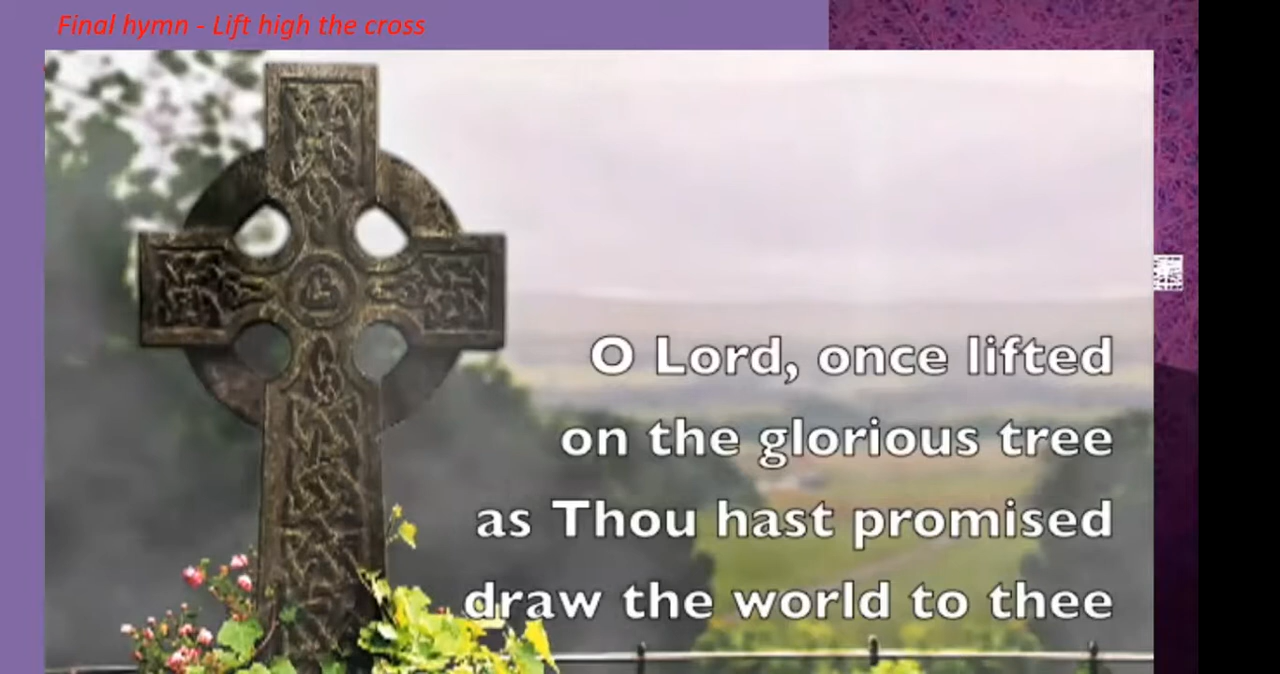 Final hymn - Lift high the cross
O Lord, once lifted
on the glorious tree
as Thou hast promised
draw the world to thee